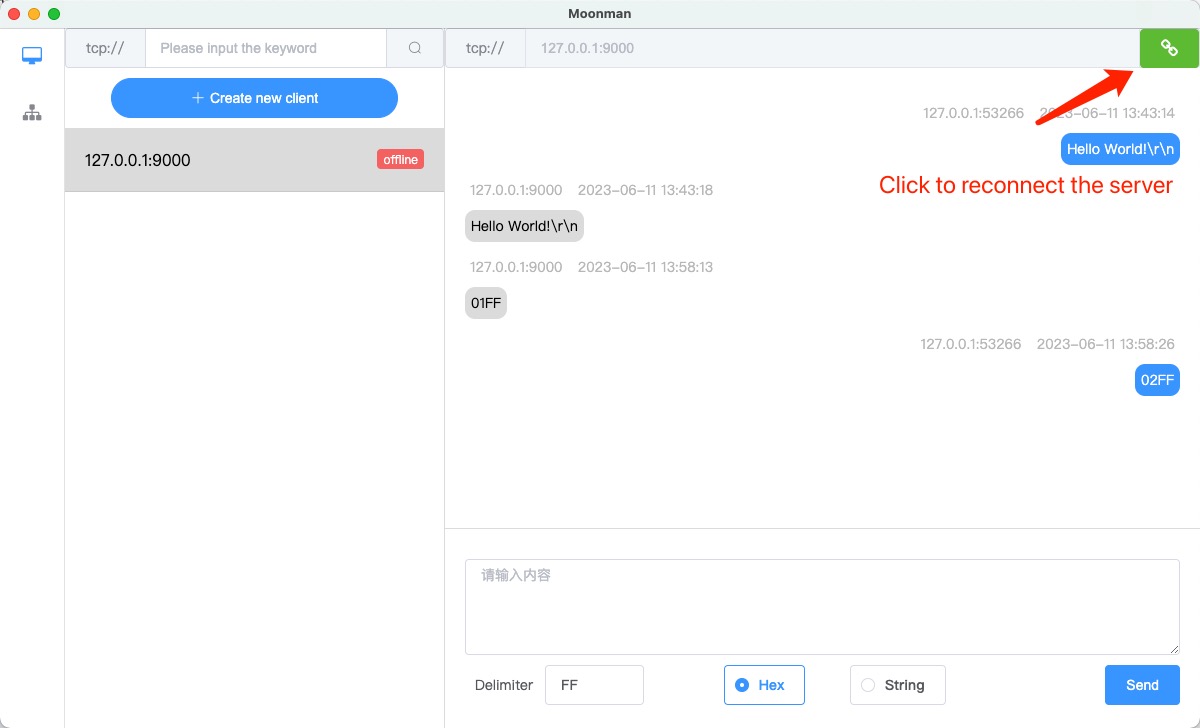 Moonman
tcp://
Please input the keyword
tcp://
127.0.0.1:9000
+ Create new client
127.0.0.1:9000
offline
127.0.0.1:53266 2023-06-11 13:43:14
Hello World!\r\n
Click to reconnect the server
127.0.0.1:9000 2023-06-11 13:43:18
Hello World!\r\n
127.0.0.1:9000 2023-06-11 13:58:13
01FF
127.0.0.1:53266 2023-06-11 13:58:26
02FF
请输入内容
Delimiter
FF
Hex
String
Send